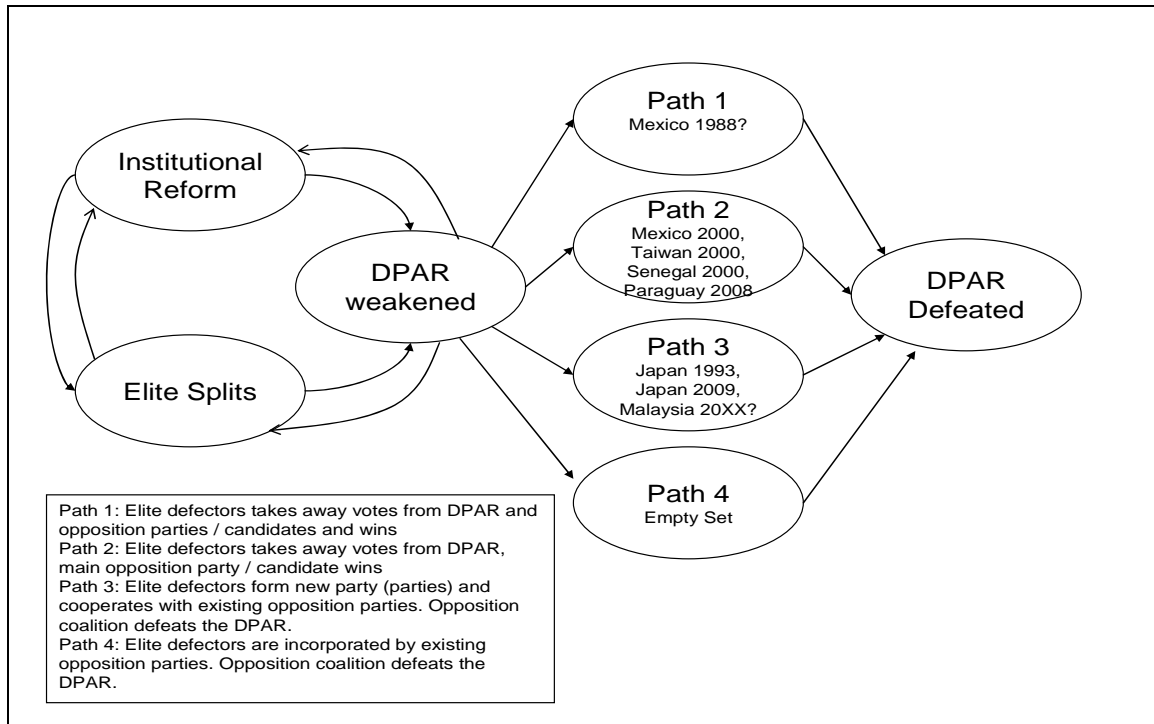 Institutional
Reform
Elite Splits
DPAR
weakened
Path 1
Mexico 1988?
Path 2
Mexico 2000,
Taiwan 2000,
Senegal 2000,
Paraguay 2008
Path 3
Japan 1993,
Japan 2009,
Malaysia 20XX?
Path 4
Empty Set
DPAR
Defeated
Path 1: Elite defectors takes away votes from DPAR and
opposition parties / candidates and wins
Path 2: Elite defectors takes away votes from DPAR,
main opposition party / candidate wins
Path 3: Elite defectors form new party (parties) and
cooperates with existing opposition parties. Opposition
coalition defeats the DPAR.
Path 4: Elite defectors are incorporated by existing
opposition parties. Opposition coalition defeats the
DPAR.